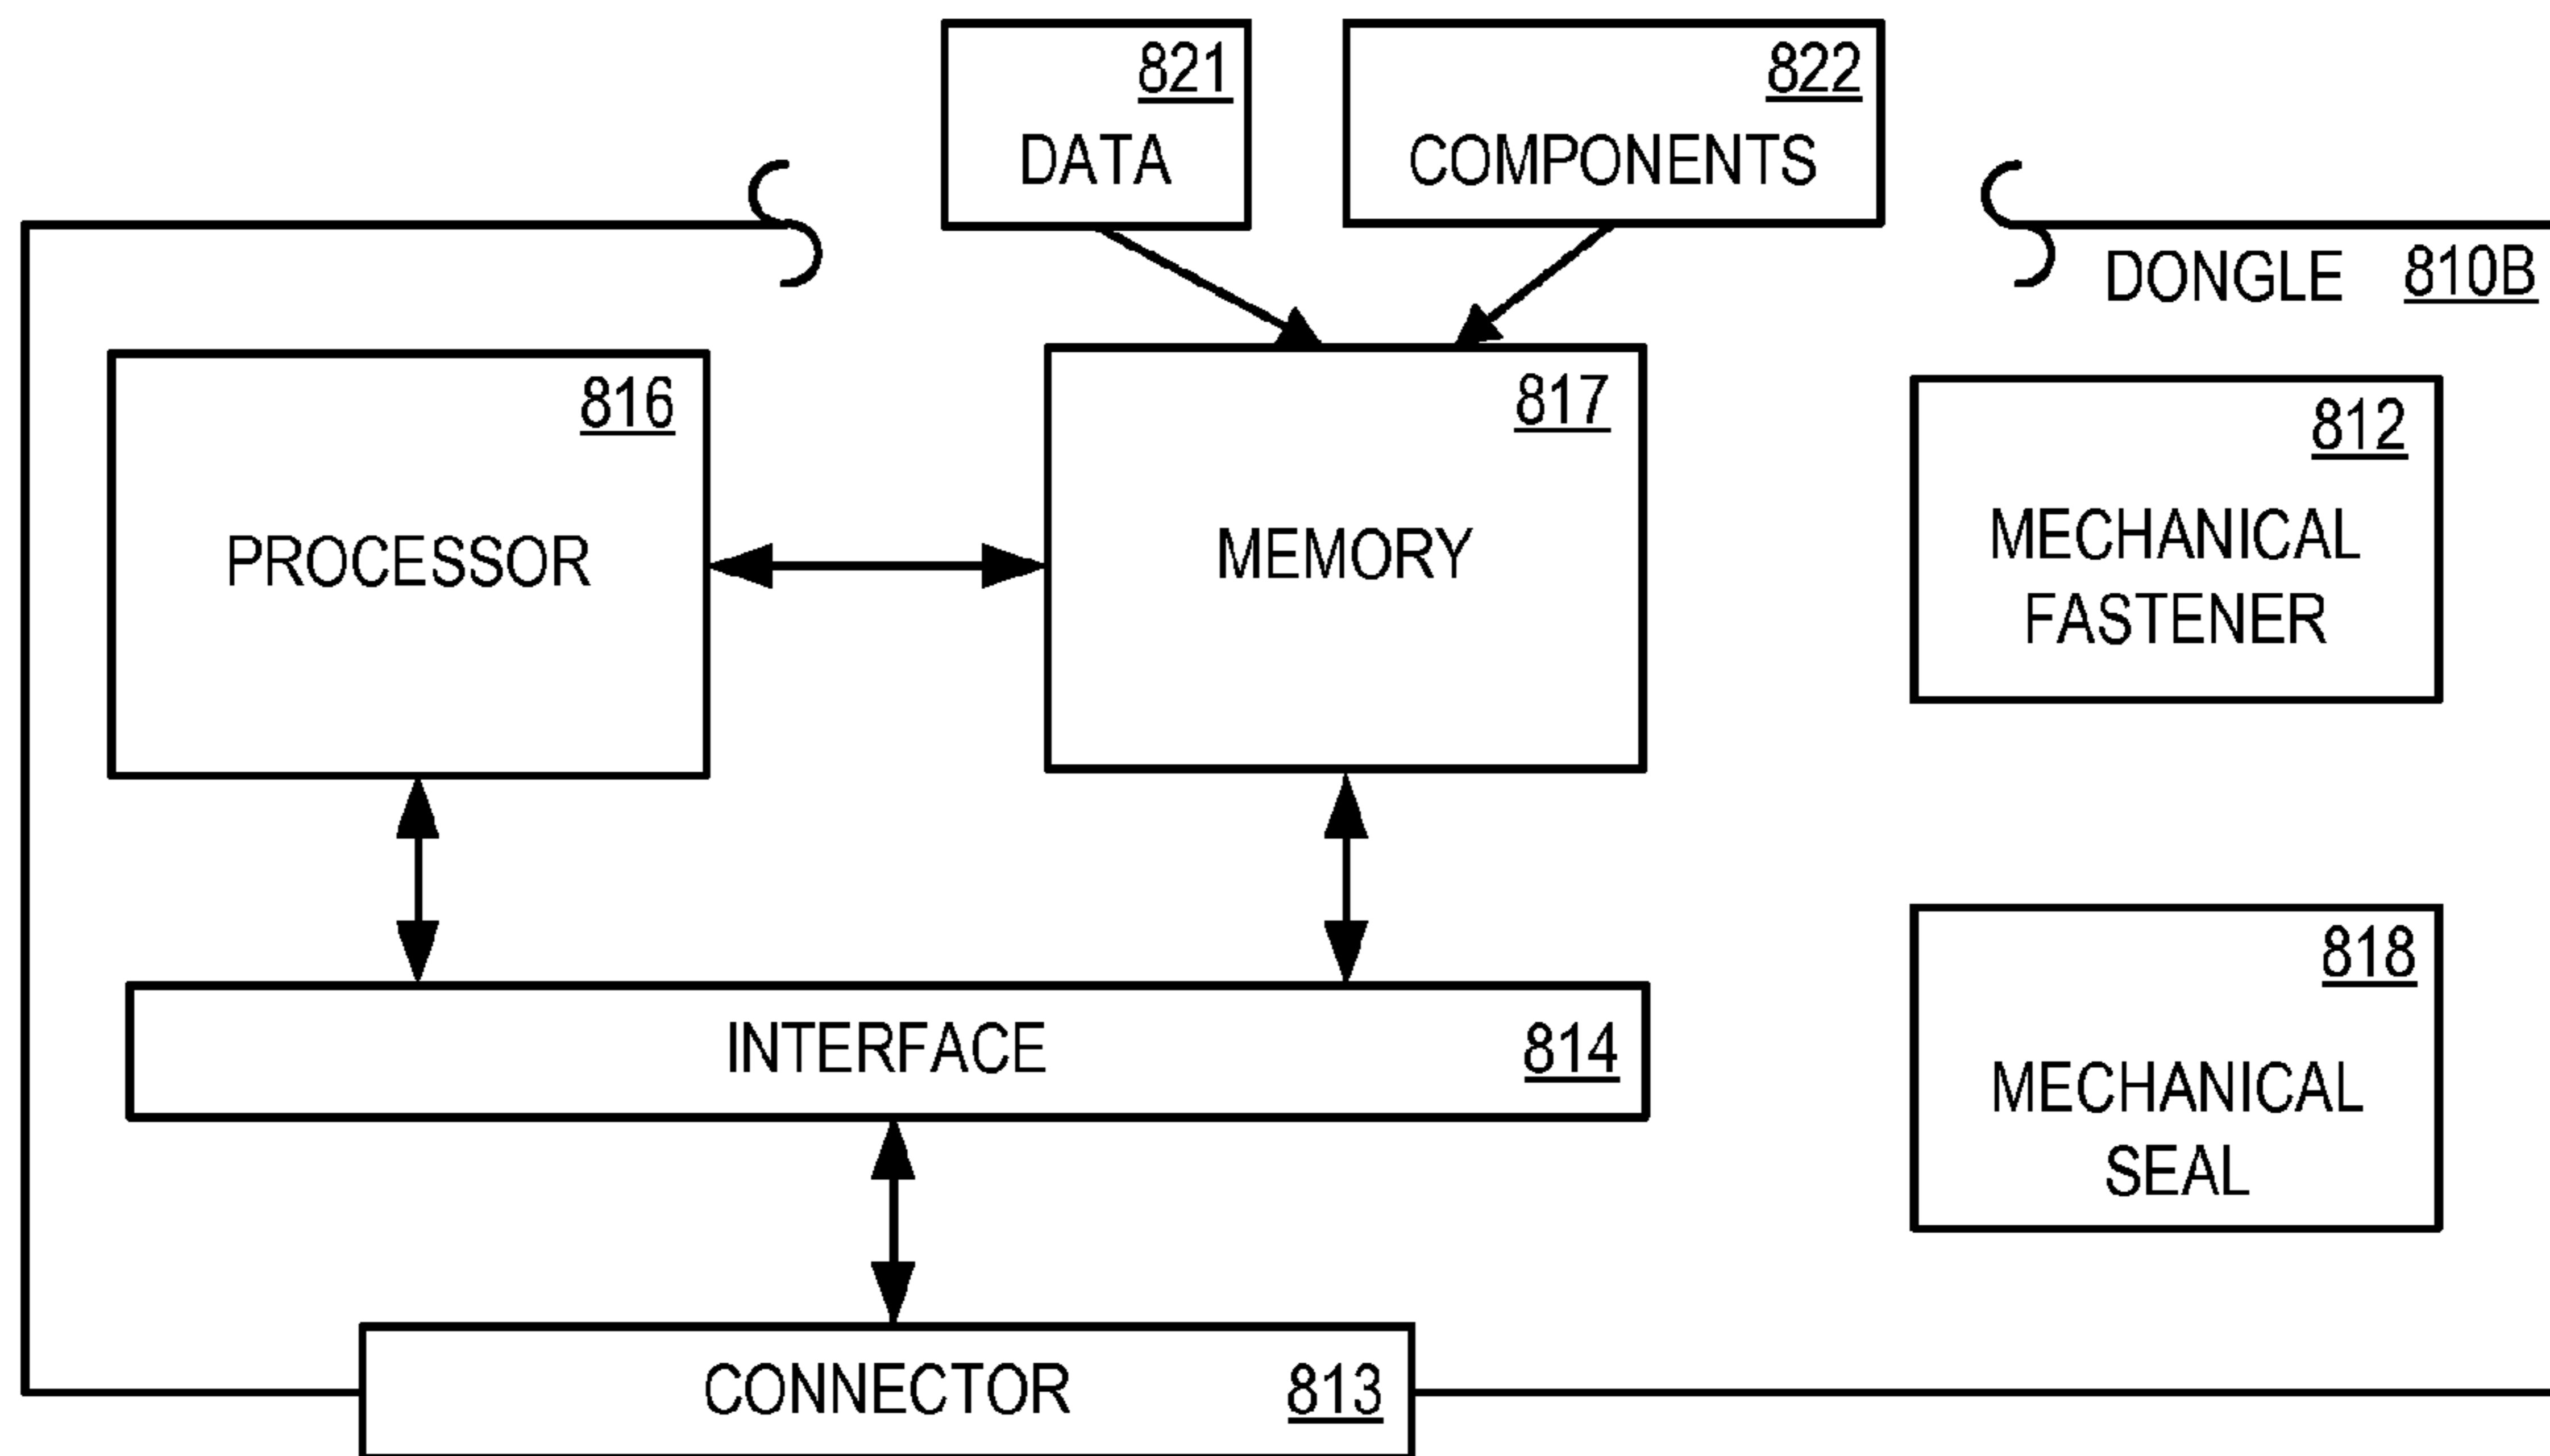 821
DATA
822
COMPONENTS
DONGLE 810B
816
PROCESSOR
817
MEMORY
812
MECHANICAL
FASTENER
INTERFACE 814
818
MECHANICAL
SEAL
CONNECTOR 813